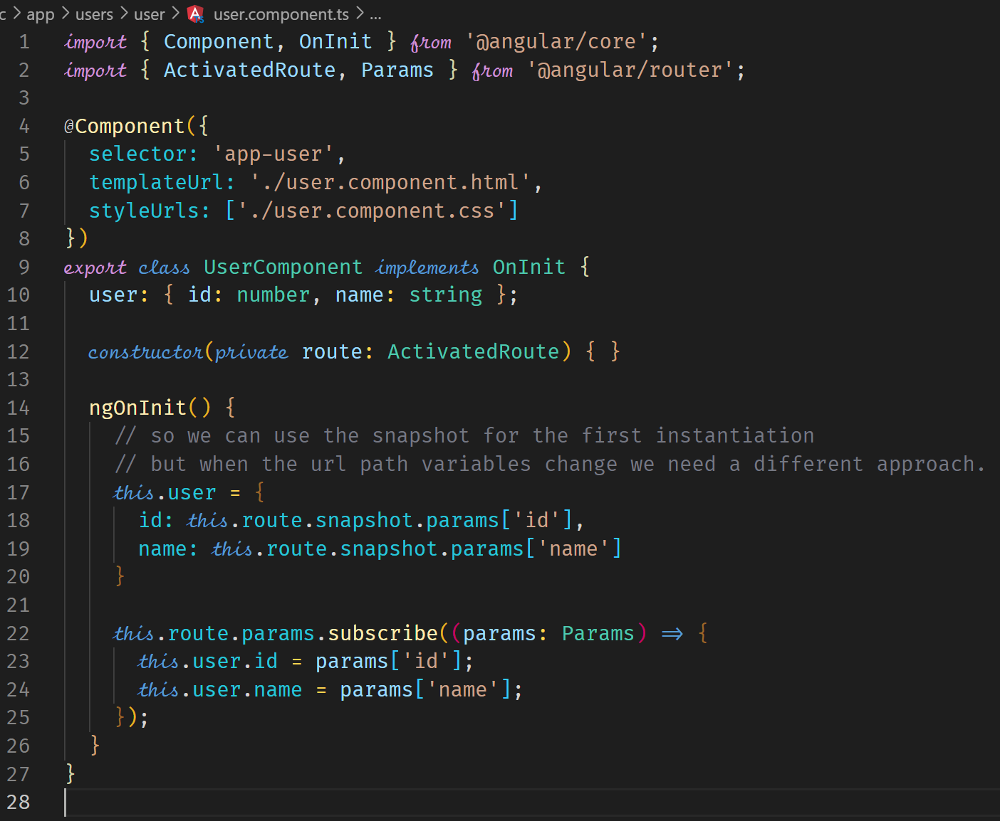 c > app > users > user > user.component.ts > ...
1 import { Component, OnInit } from '@angular/core';
2 import { ActivatedRoute, Params } from '@angular/router';
3
4 @Component({
5   selector: 'app-user',
6   templateUrl: './user.component.html',
7   styleUrls: ['./user.component.css']
8 })
9 export class UserComponent implements OnInit {
10   user: { id: number, name: string };
11
12   constructor(private route: ActivatedRoute) { }
13
14   ngOnInit() {
15     // so we can use the snapshot for the first instantiation
16     // but when the url path variables change we need a different approach.
17     this.user = {
18       id: this.route.snapshot.params['id'],
19       name: this.route.snapshot.params['name']
20     }
21
22     this.route.params.subscribe((params: Params) => {
23       this.user.id = params['id'];
24       this.user.name = params['name'];
25     });
26   }
27 }
28